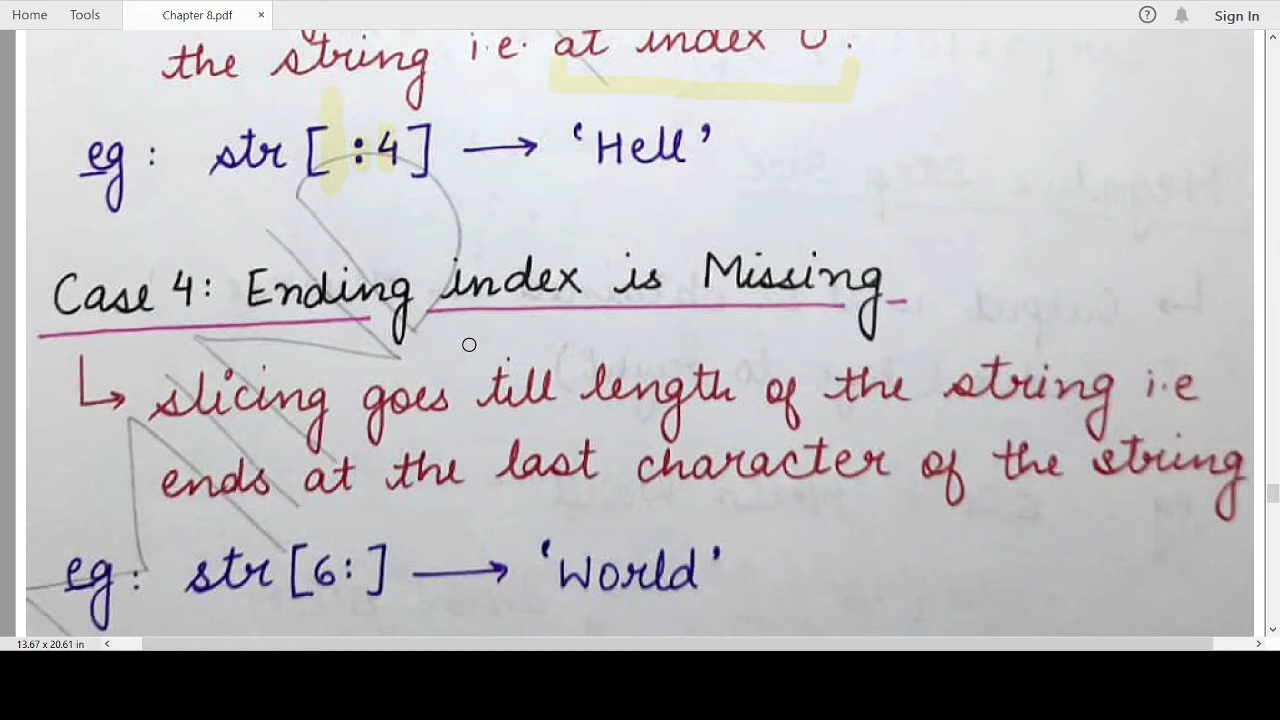 Home Tools Chapter 8.pdf × ? Sign In
the string i.e. at index 0.
eg: str[ :4] → 'Hell'
Case 4: Ending index is Missing
↳ slicing goes till length of the string i.e
ends at the last character of the string
eg: str[6:] → 'World'
13.67 x 20.61 in